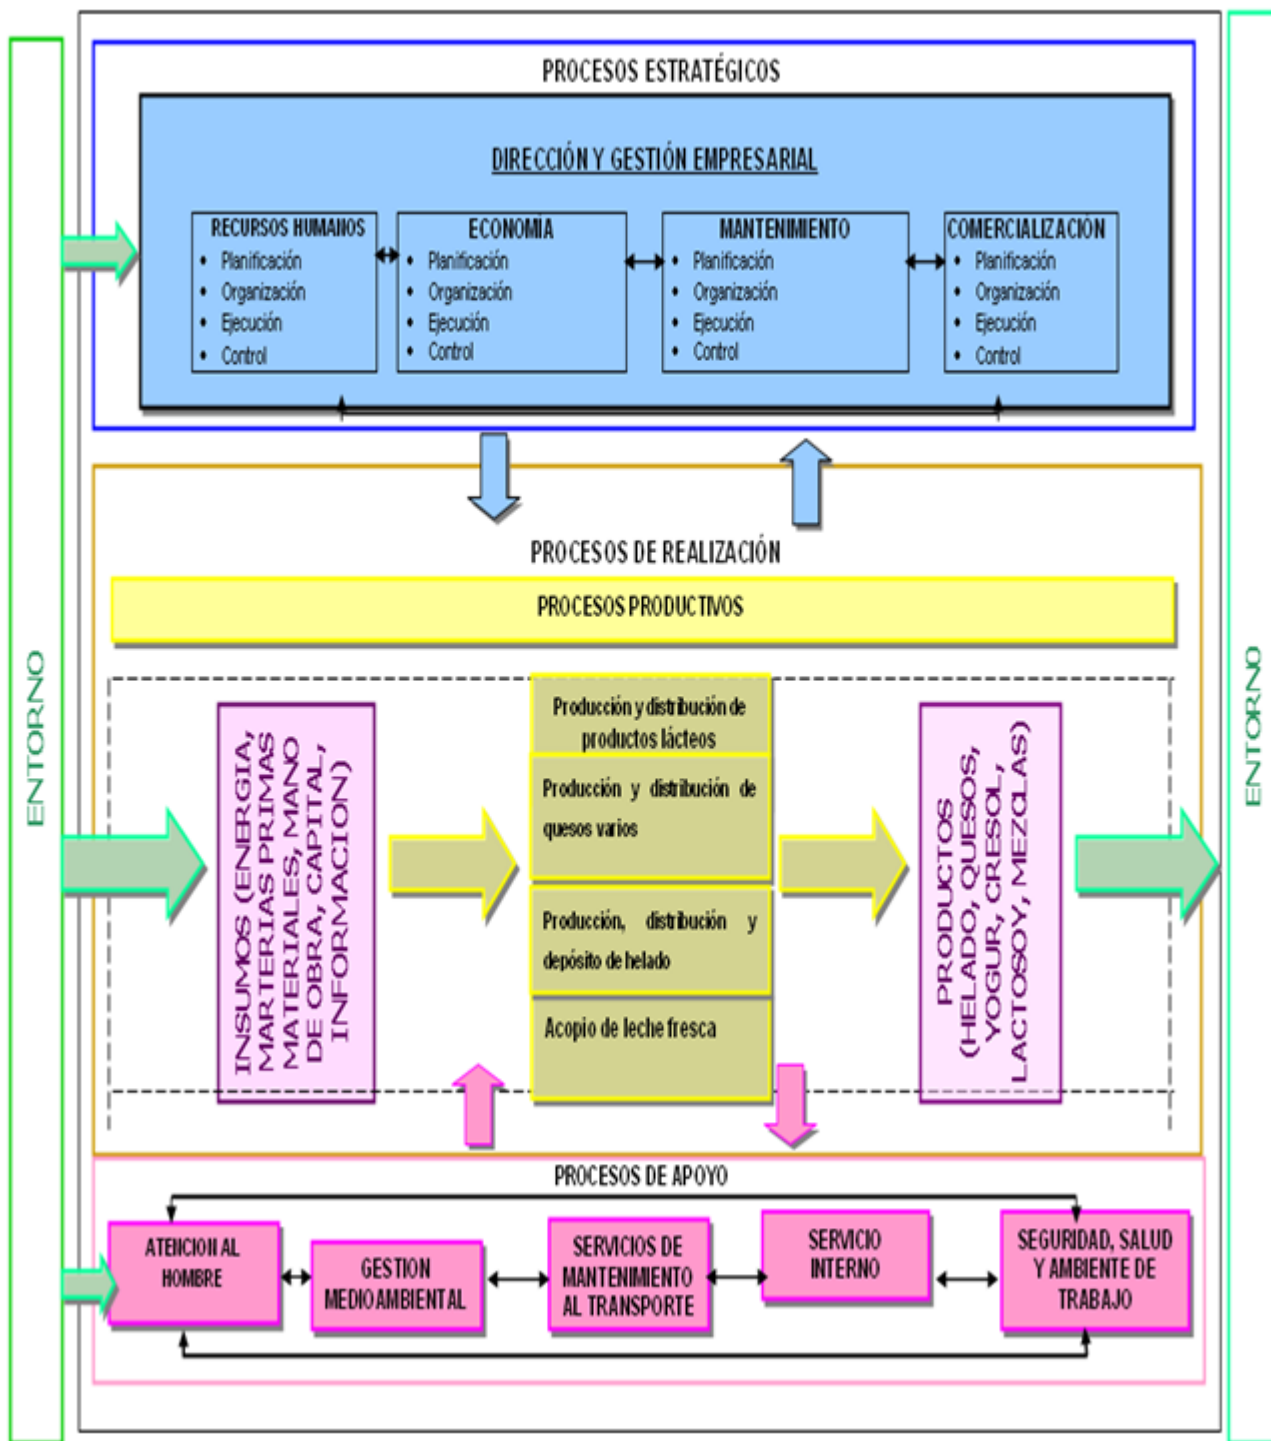 PROCESOS ESTRATÉGICOS
DIRECCIÓN Y GESTIÓN EMPRESARIAL
RECURSOS HUMANOS
• Planificación
• Organización
• Ejecución
• Control
ECONOMÍA
• Planificación
• Organización
• Ejecución
• Control
MANTENIMIENTO
• Planificación
• Organización
• Ejecución
• Control
COMERCIALIZACIÓN
• Planificación
• Organización
• Ejecución
• Control
PROCESOS DE REALIZACIÓN
PROCESOS PRODUCTIVOS
ENTORNO
INSUMOS (ENERGIA,
MARTERIAS PRIMAS
MATERIALES, MANO
DE OBRA, CAPITAL,
INFORMACION)
Producción y distribución de
productos lácteos
Producción y distribución de
quesos varios
Producción, distribución y
depósito de helado
Acopio de leche fresca
PRODUCTOS
(HELADO, QUESOS,
YOGUR, CRESOL,
LACTOSOY, MEZCLAS)
ENTORNO
PROCESOS DE APOYO
ATENCION AL
HOMBRE
GESTION
MEDIOAMBIENTAL
SERVICIOS DE
MANTENIMIENTO
AL TRANSPORTE
SERVICIO
INTERNO
SEGURIDAD, SALUD
Y AMBIENTE DE
TRABAJO